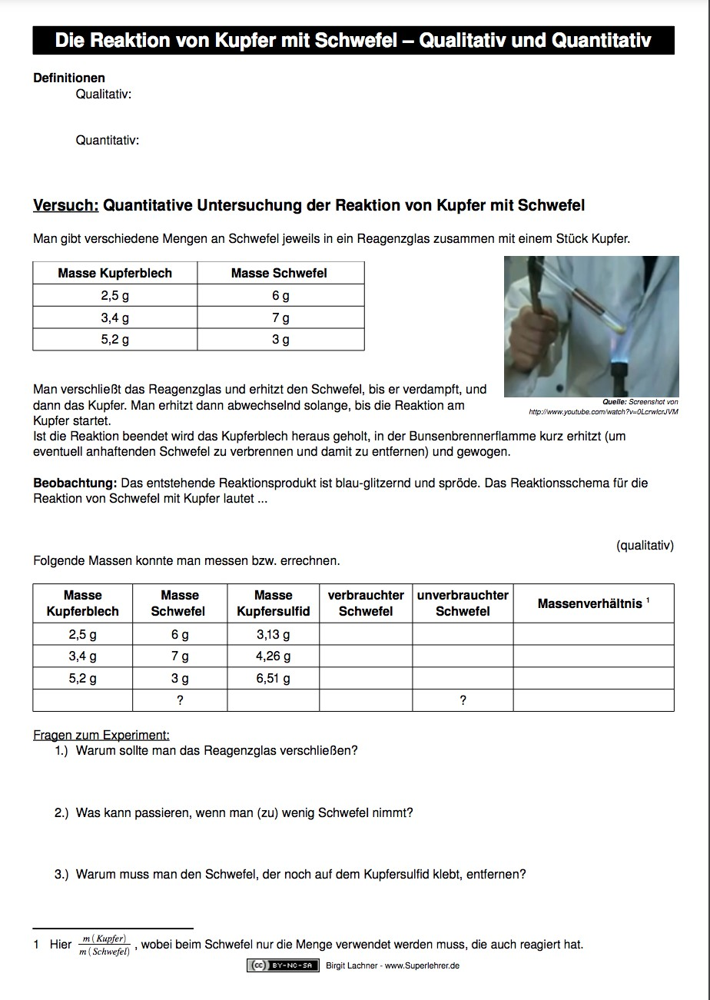 Die Reaktion von Kupfer mit Schwefel – Qualitativ und Quantitativ
Definitionen
Qualitativ:
Quantitativ:
Versuch: Quantitative Untersuchung der Reaktion von Kupfer mit Schwefel
Man gibt verschiedene Mengen an Schwefel jeweils in ein Reagenzglas zusammen mit einem Stück Kupfer.
Masse Kupferblech Masse Schwefel
2,5 g 6 g
3,4 g 7 g
5,2 g 3 g
Man verschließt das Reagenzglas und erhitzt den Schwefel, bis er verdampft, und
dann das Kupfer. Man erhitzt dann abwechselnd solange, bis die Reaktion am
Kupfer startet.
Quelle: Screenshot von
http://www.youtube.com/watch?v=0LcrwlcrJVM
Ist die Reaktion beendet wird das Kupferblech heraus geholt, in der Bunsenbrennerflamme kurz erhitzt (um
eventuell anhaftenden Schwefel zu verbrennen und damit zu entfernen) und gewogen.
Beobachtung: Das entstehende Reaktionsprodukt ist blau-glitzernd und spröde. Das Reaktionsschema für die
Reaktion von Schwefel mit Kupfer lautet ...
(qualitativ)
Folgende Massen konnte man messen bzw. errechnen.
Masse Kupferblech Masse Schwefel Masse Kupfersulfid verbrauchter Schwefel unverbrauchter Schwefel Massenverhältnis 1
2,5 g 6 g 3,13 g
3,4 g 7 g 4,26 g
5,2 g 3 g 6,51 g
? ?
Fragen zum Experiment:
1.) Warum sollte man das Reagenzglas verschließen?
2.) Was kann passieren, wenn man (zu) wenig Schwefel nimmt?
3.) Warum muss man den Schwefel, der noch auf dem Kupfersulfid klebt, entfernen?
1 Hier m(Kupfer)/m(Schwefel) , wobei beim Schwefel nur die Menge verwendet werden muss, die auch reagiert hat.
(cc) BY-NC-SA Birgit Lachner - www.Superlehrer.de